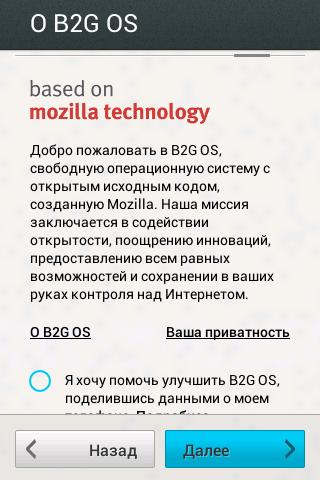 О B2G OS
based on
mozilla technology
Добро пожаловать в B2G OS,
свободную операционную систему с
открытым исходным кодом,
созданную Mozilla. Наша миссия
заключается в содействии
открытости, поощрению инноваций,
предоставлению всем равных
возможностей и сохранении в ваших
руках контроля над Интернетом.
О B2G OS Ваша приватность
Я хочу помочь улучшить B2G OS,
поделившись данными о моем
телефоне. Подробнее
Назад Далее